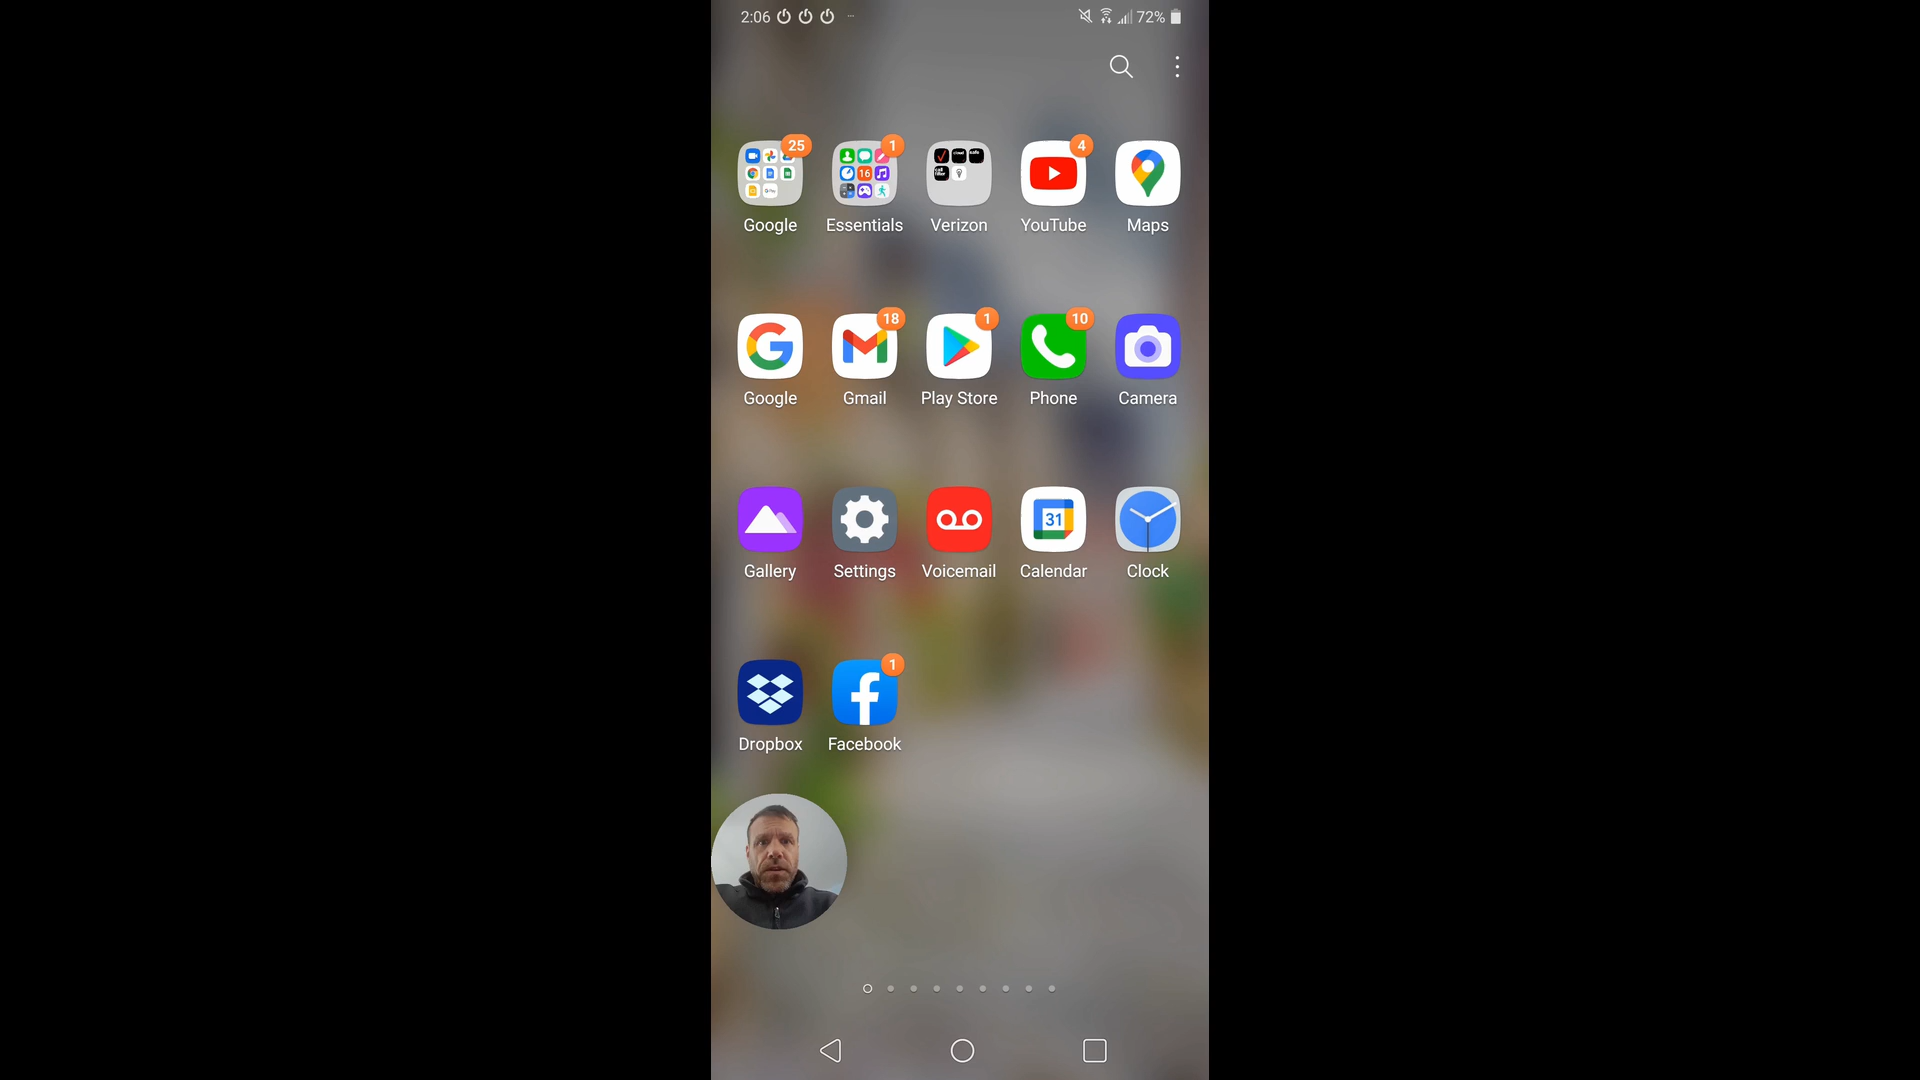 2:06
72%
25
1
4
Google
Essentials
Verizon
YouTube
Maps
18
1
10
Google
Gmail
Play Store
Phone
Camera
31
Gallery
Settings
Voicemail
Calendar
Clock
1
Dropbox
Facebook
16